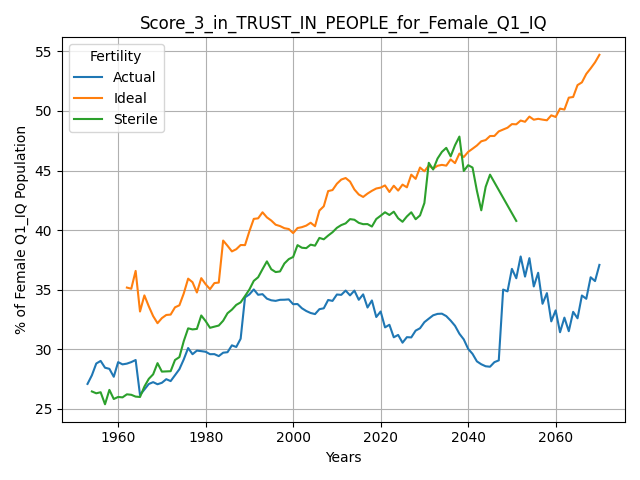 Score_3_in_TRUST_IN_PEOPLE_for_Female_Q1_IQ
Fertility
Actual
Ideal
Sterile
% of Female Q1_IQ Population
55
50
45
40
35
30
25
1960
1980
2000
2020
2040
2060
Years